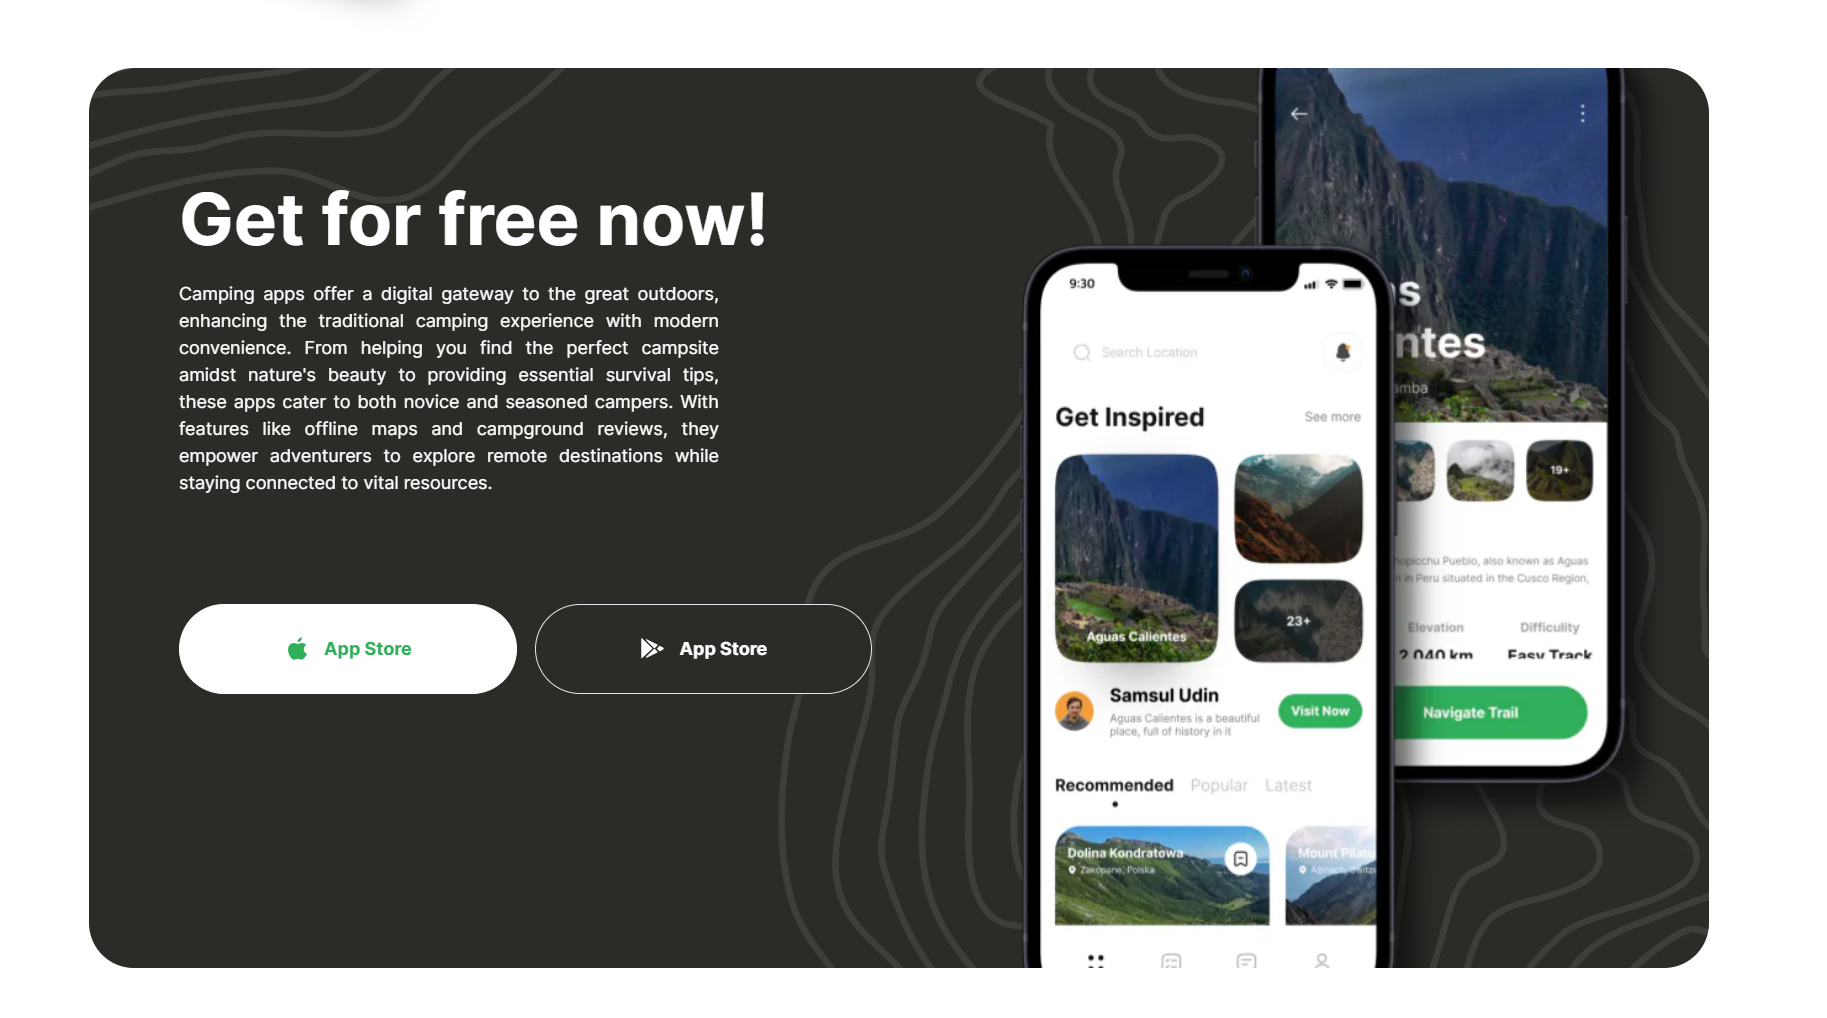 Get for free now!
Camping apps offer a digital gateway to the great outdoors,
enhancing the traditional camping experience with modern
convenience. From helping you find the perfect campsite
amidst nature's beauty to providing essential survival tips,
these apps cater to both novice and seasoned campers. With
features like offline maps and campground reviews, they
empower adventurers to explore remote destinations while
staying connected to vital resources.
App Store
App Store
9:30
Search Location
Get Inspired
See more
Aguas Calientes
23+
Samsul Udin
Aguas Calientes is a beautiful
place, full of history in it
Visit Now
Recommended
Popular
Latest
Dolina Kondratowa
Zakopane, Polska
Mount Pilatu
s
ntes
amba
19+
hupicchu Pueblo, also known as Aguas
n in Peru situated in the Cusco Region,
Elevation
Difficulity
2.040 km
Easy Track
Navigate Trail